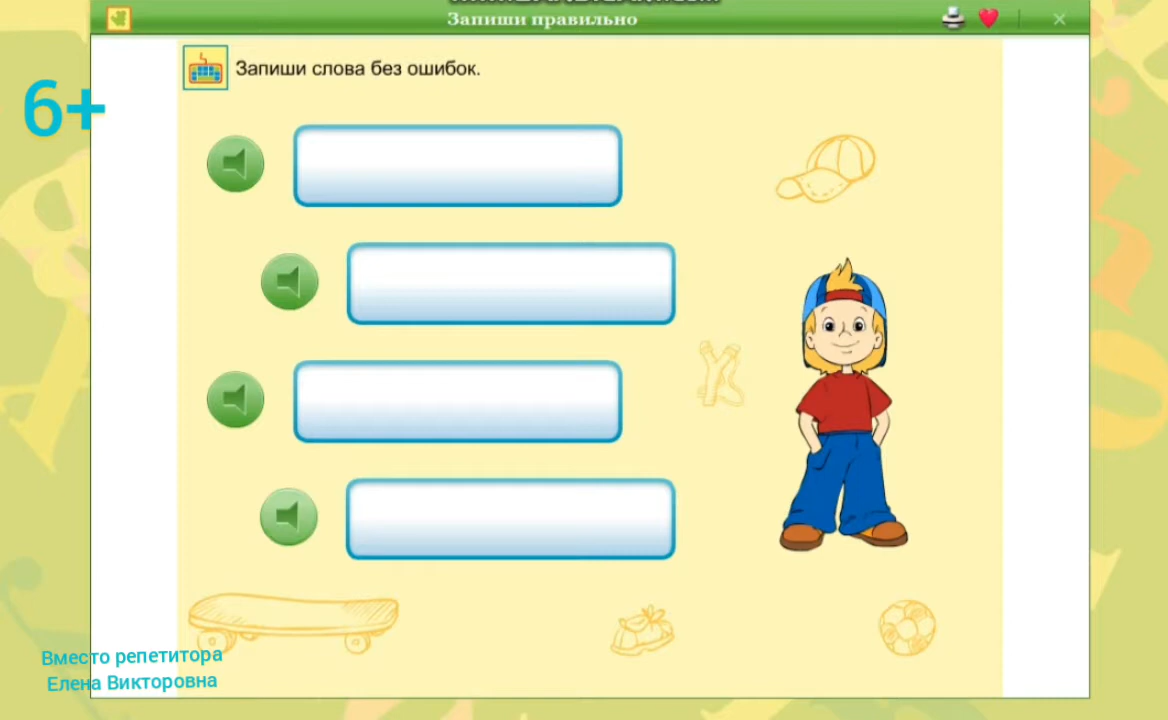 Запиши правильно
Запиши слова без ошибок.
6+
Вместо репетитора
Елена Викторовна